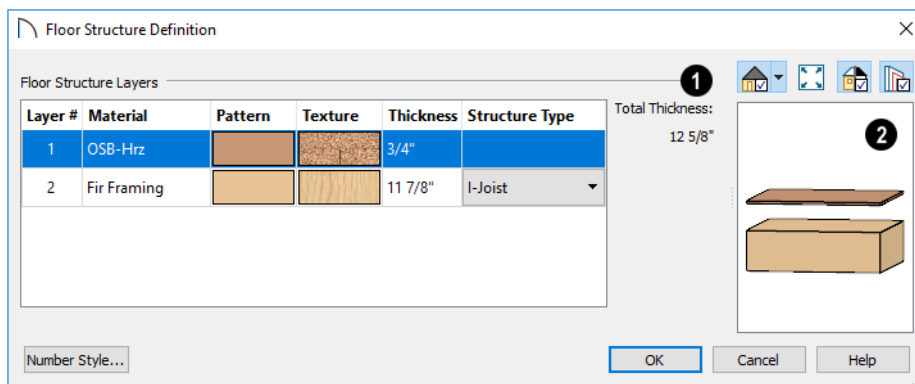 Floor Structure Definition
Floor Structure Layers
1
Total Thickness:
12 5/8"
Layer # Material Pattern Texture Thickness Structure Type
1 OSB-Hrz 3/4"
2 Fir Framing 11 7/8" I-Joist
2
Number Style...
OK Cancel Help